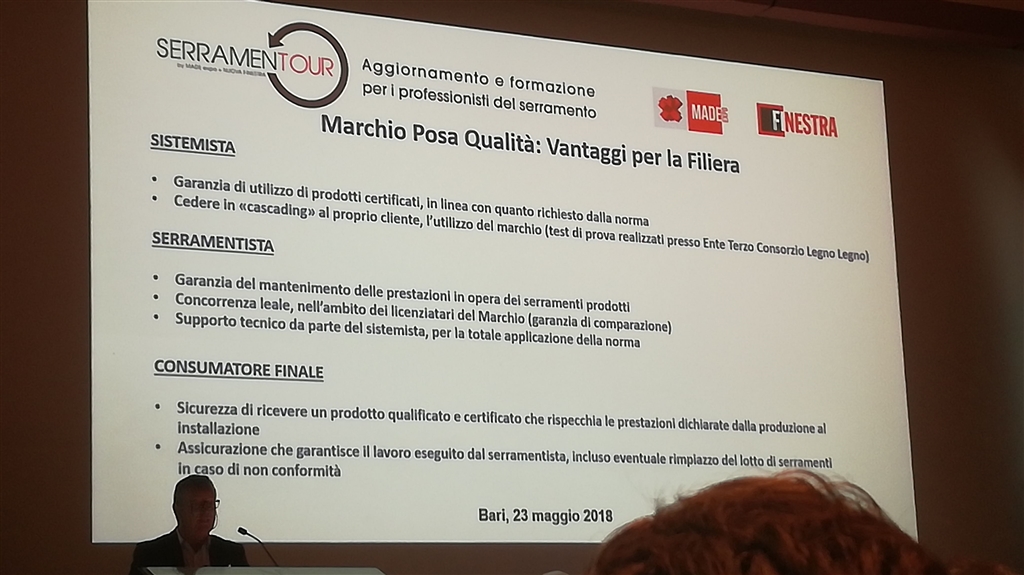 SERRAMENTOUR
by MADE expo e NUOVA FINESTRA
Aggiornamento e formazione
per i professionisti del serramento
MADE expo
FINESTRA
Marchio Posa Qualità: Vantaggi per la Filiera
SISTEMISTA
• Garanzia di utilizzo di prodotti certificati, in linea con quanto richiesto dalla norma
• Cedere in «cascading» al proprio cliente, l'utilizzo del marchio (test di prova realizzati presso Ente Terzo Consorzio Legno Legno)
SERRAMENTISTA
• Garanzia del mantenimento delle prestazioni in opera dei serramenti prodotti
• Concorrenza leale, nell'ambito dei licenziatari del Marchio (garanzia di comparazione)
• Supporto tecnico da parte del sistemista, per la totale applicazione della norma
CONSUMATORE FINALE
• Sicurezza di ricevere un prodotto qualificato e certificato che rispecchia le prestazioni dichiarate dalla produzione al
installazione
• Assicurazione che garantisce il lavoro eseguito dal serramentista, incluso eventuale rimpiazzo del lotto di serramenti
in caso di non conformità
Bari, 23 maggio 2018